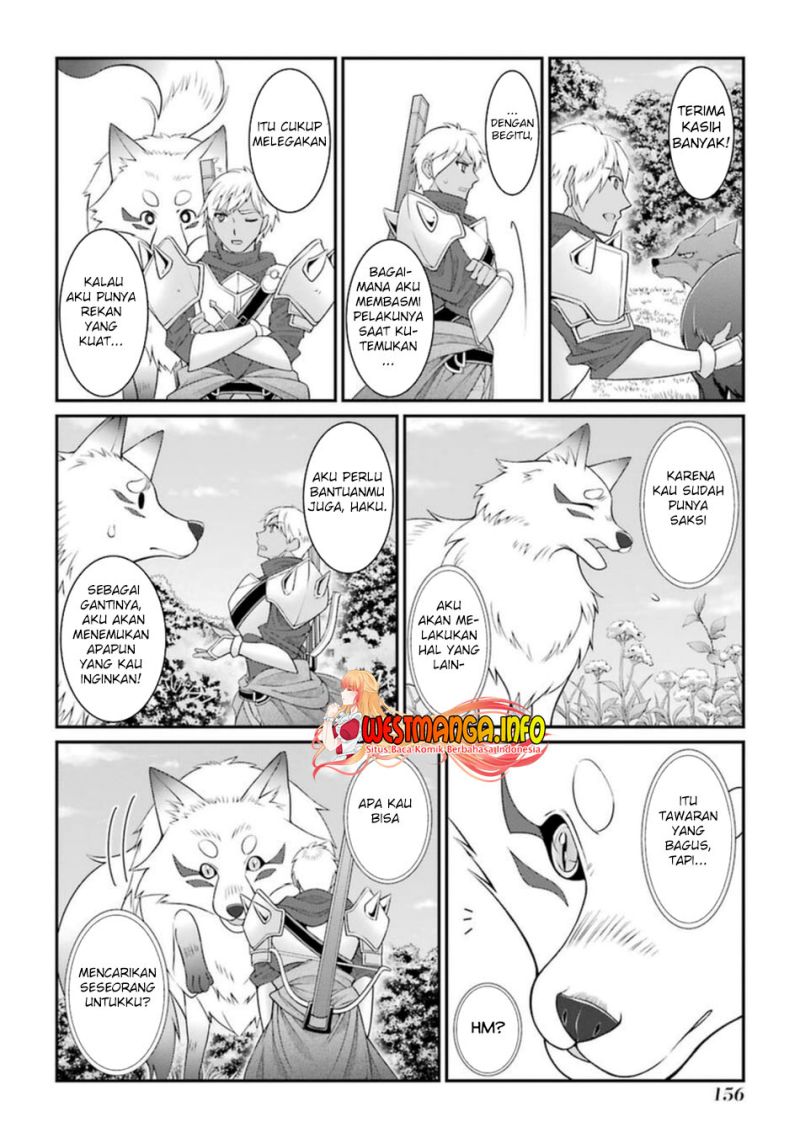 TERIMA
KASIH
BANYAK!
...
DENGAN
BEGITU,
BAGAI-
MANA AKU
MEMBASMI
PELAKUNYA
SAAT KU-
TEMUKAN
...
ITU CUKUP
MELEGAKAN
KALAU
AKU PUNYA
REKAN
YANG
KUAT...
KARENA
KAU SUDAH
PUNYA
SAKSI
AKU
AKAN ME-
LAKUKAN
HAL YANG
LAIN-
AKU PERLU
BANTUANMU
JUGA, HAKU.
SEBAGAI
GANTINYA,
AKU AKAN
MENEMUKAN
APAPUN
YANG KAU
INGINKAN!
WESTMANGA.INFO
Situs Baca Komik Berbahasa Indonesia
ITU
TAWARAN
YANG
BAGUS,
TAPI...
HM?
APA KAU
BISA
MENCARIKAN
SESEORANG
UNTUKKU?
156